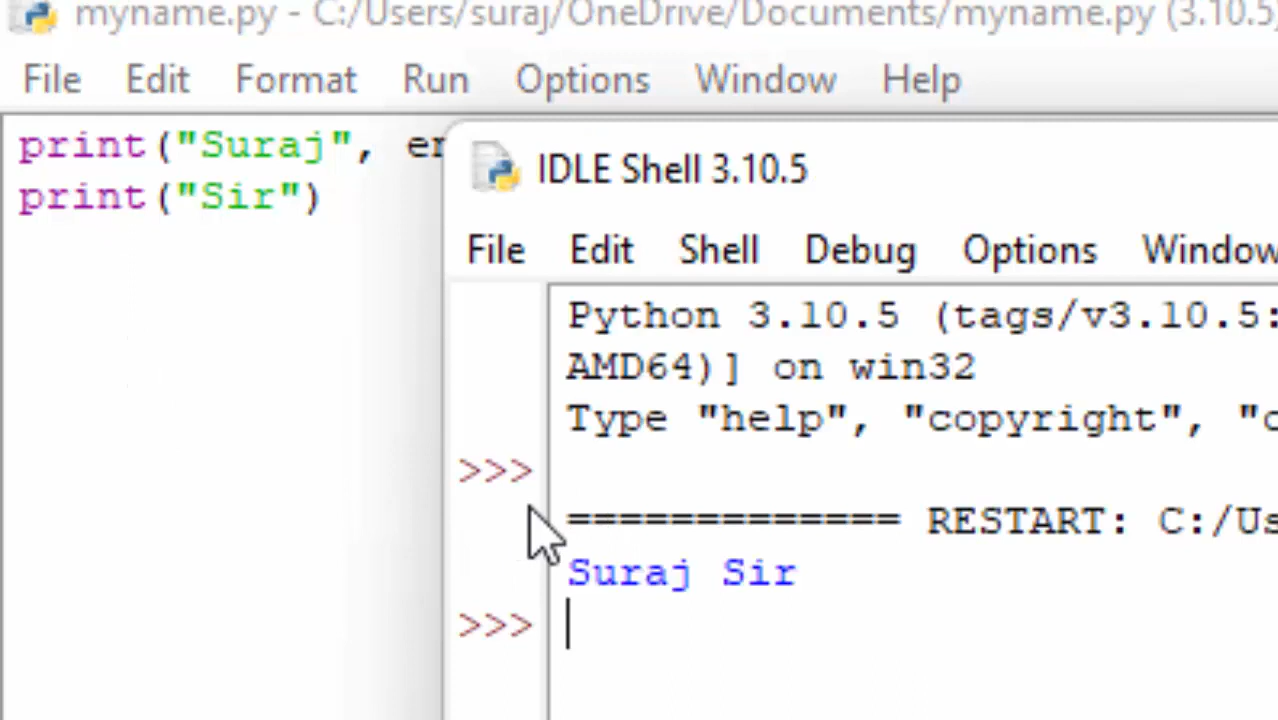 myname.py - C:/Users/suraj/OneDrive/Documents/myname.py (3.10.5)
File Edit Format Run Options Window Help
print("Suraj", en
print("Sir")
IDLE Shell 3.10.5
File Edit Shell Debug Options Window
Python 3.10.5 (tags/v3.10.5:
AMD64)] on win32
Type "help", "copyright", "c
>>>
============= RESTART: C:/Us
Suraj Sir
>>>